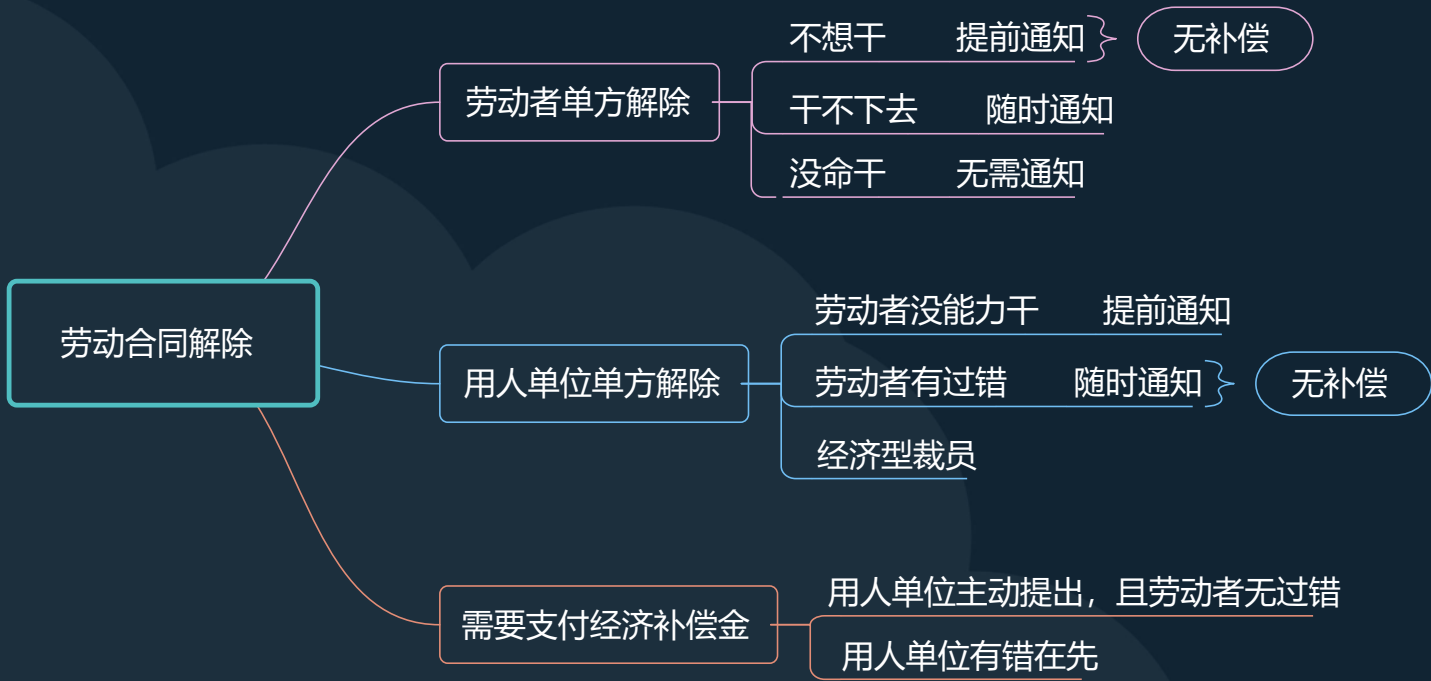 不想干 提前通知 无补偿
劳动者单方解除
干不下去 随时通知
没命干 无需通知
劳动合同解除
劳动者没能力干 提前通知
用人单位单方解除
劳动者有过错 随时通知 无补偿
经济型裁员
需要支付经济补偿金
用人单位主动提出，且劳动者无过错
用人单位有错在先